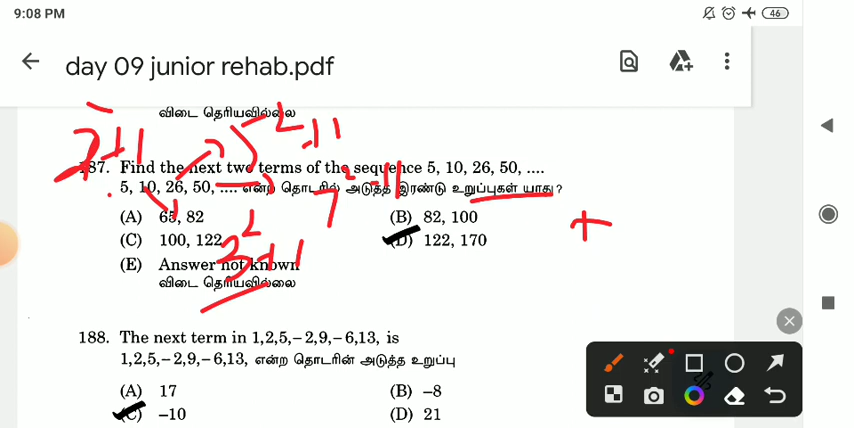 9:08 PM
46
day 09 junior rehab.pdf
விடை தெரியவில்லை
187. Find the next two terms of the sequence 5, 10, 26, 50, ....
5, 10, 26, 50, .... என்ற தொடரில் அடுத்த இரண்டு உறுப்புகள் யாது?
(A) 65, 82
(B) 82, 100
(C) 100, 122
(D) 122, 170
(E) Answer not known
விடை தெரியவில்லை
188. The next term in 1,2,5,– 2,9,– 6,13, is
1,2,5,– 2,9,– 6,13, என்ற தொடரின் அடுத்த உறுப்பு
(A) 17
(B) –8
(C) –10
(D) 21